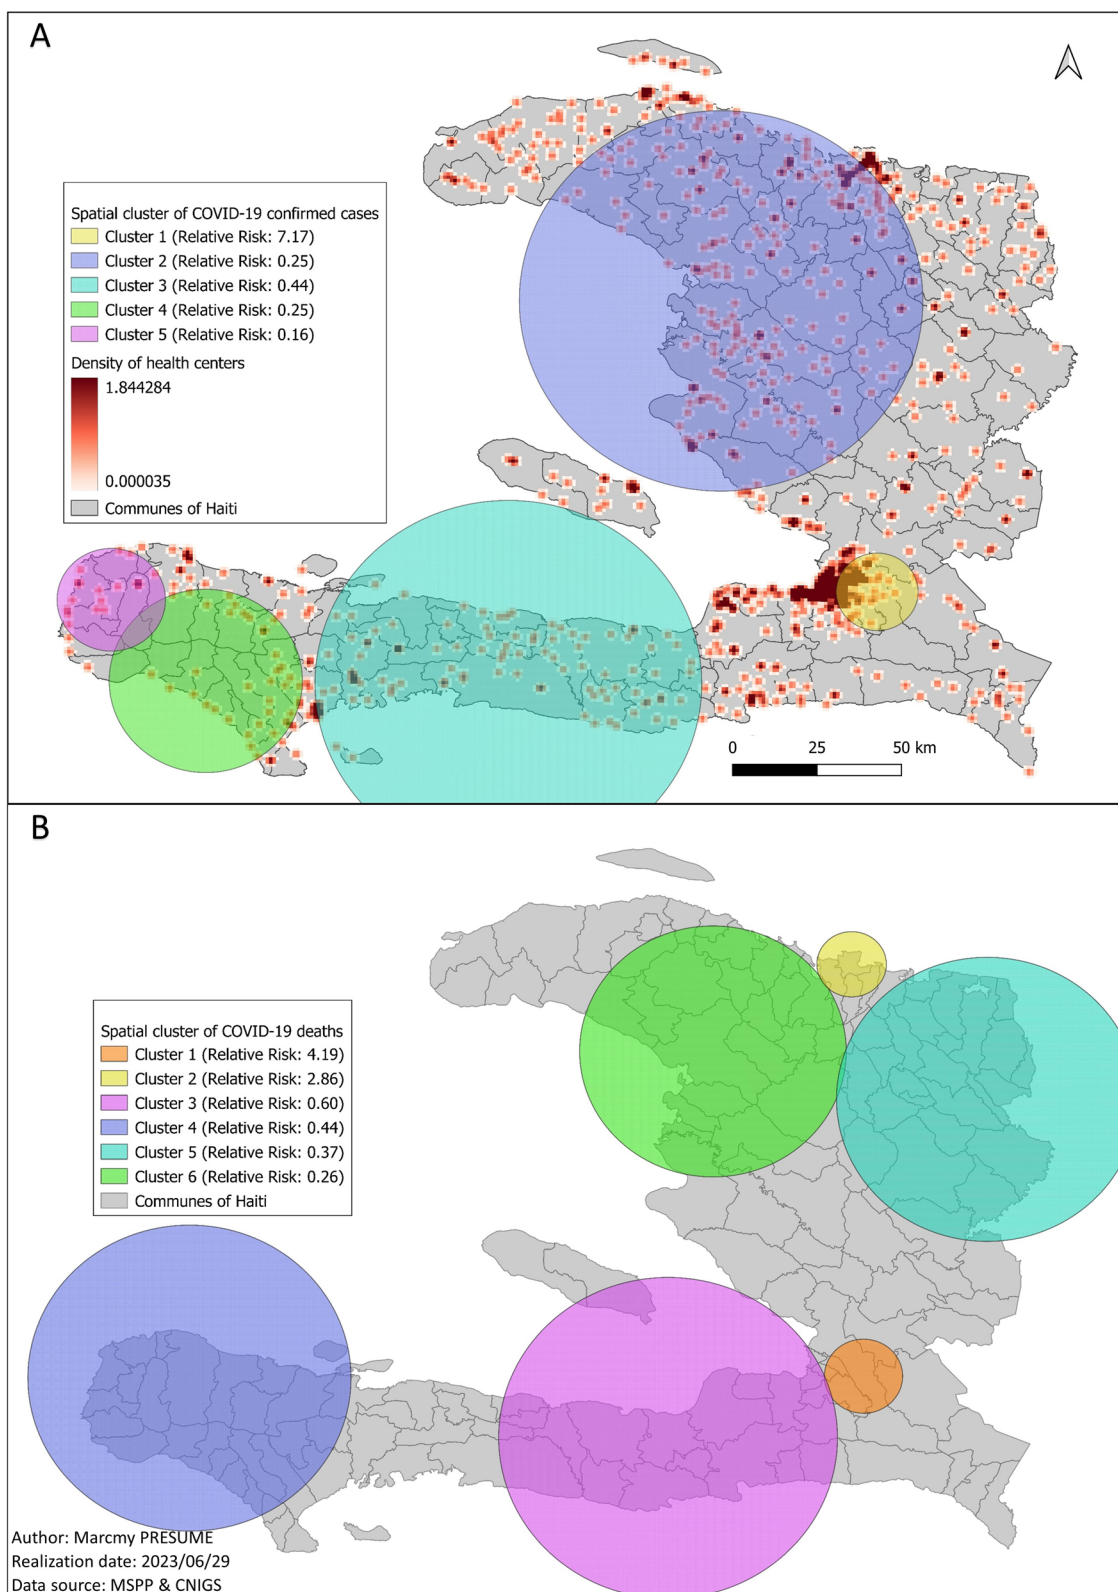 A
Spatial cluster of COVID-19 confirmed cases
Cluster 1 (Relative Risk: 7.17)
Cluster 2 (Relative Risk: 0.25)
Cluster 3 (Relative Risk: 0.44)
Cluster 4 (Relative Risk: 0.25)
Cluster 5 (Relative Risk: 0.16)
Density of health centers
1.844284
0.000035
Communes of Haiti
0 25 50 km
B
Spatial cluster of COVID-19 deaths
Cluster 1 (Relative Risk: 4.19)
Cluster 2 (Relative Risk: 2.86)
Cluster 3 (Relative Risk: 0.60)
Cluster 4 (Relative Risk: 0.44)
Cluster 5 (Relative Risk: 0.37)
Cluster 6 (Relative Risk: 0.26)
Communes of Haiti
Author: Marcmy PRESUME
Realization date: 2023/06/29
Data source: MSPP & CNIGS